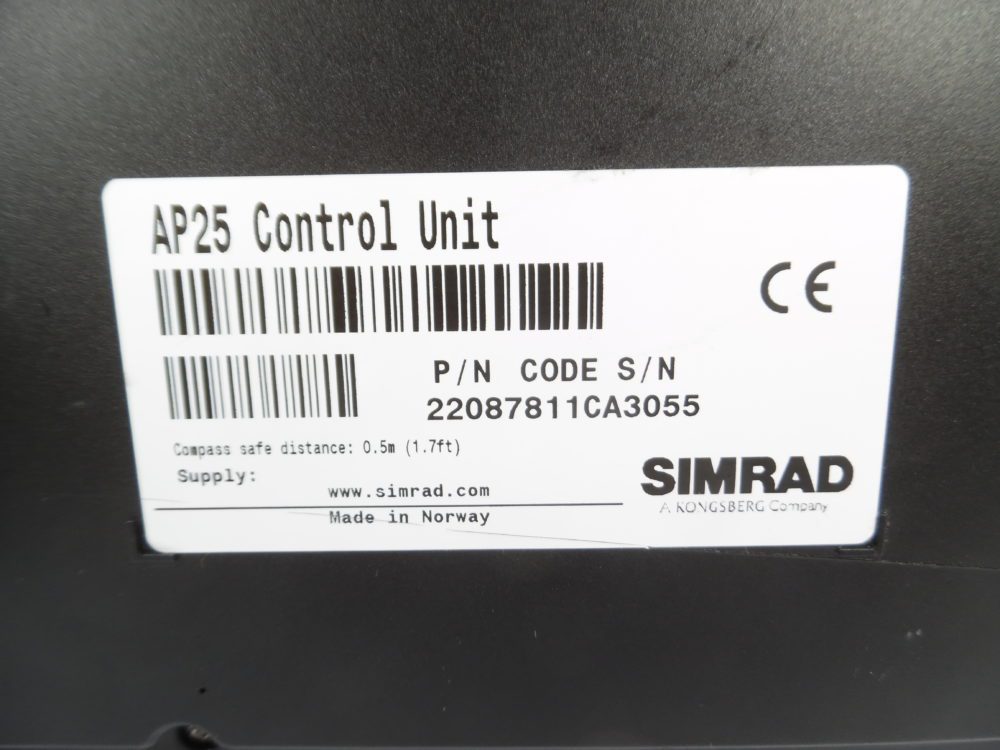 AP25 Control Unit
CE
P/N CODE S/N
22087811CA3055
Compass safe distance: 0.5m (1.7ft)
Supply:
www.simrad.com
Made in Norway
SIMRAD
A KONGSBERG Company